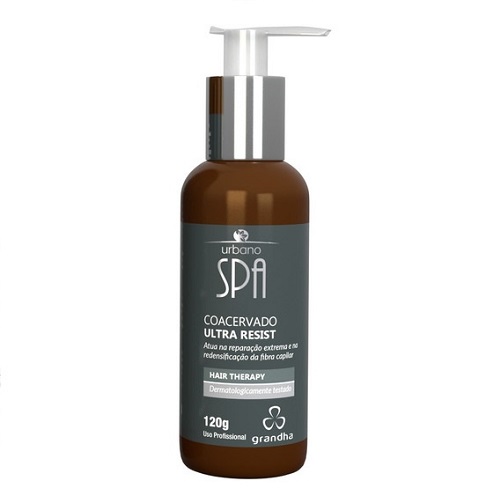 urbano
SPA
COACERVADO
ULTRA RESIST
Atua na reparação extrema e na
redensificação da fibra capilar
HAIR THERAPY
Dermatologicamente testado
120g
Uso Profissional
grandha